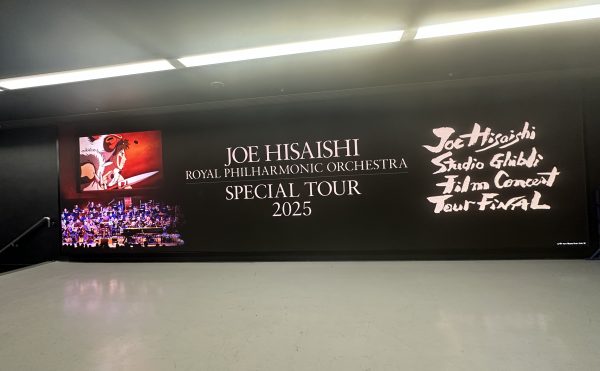 JOE HISAISHI
ROYAL PHILHARMONIC ORCHESTRA
SPECIAL TOUR
2025
Joe Hisaishi
Studio Ghibli
Film Concert
Tour FINAL